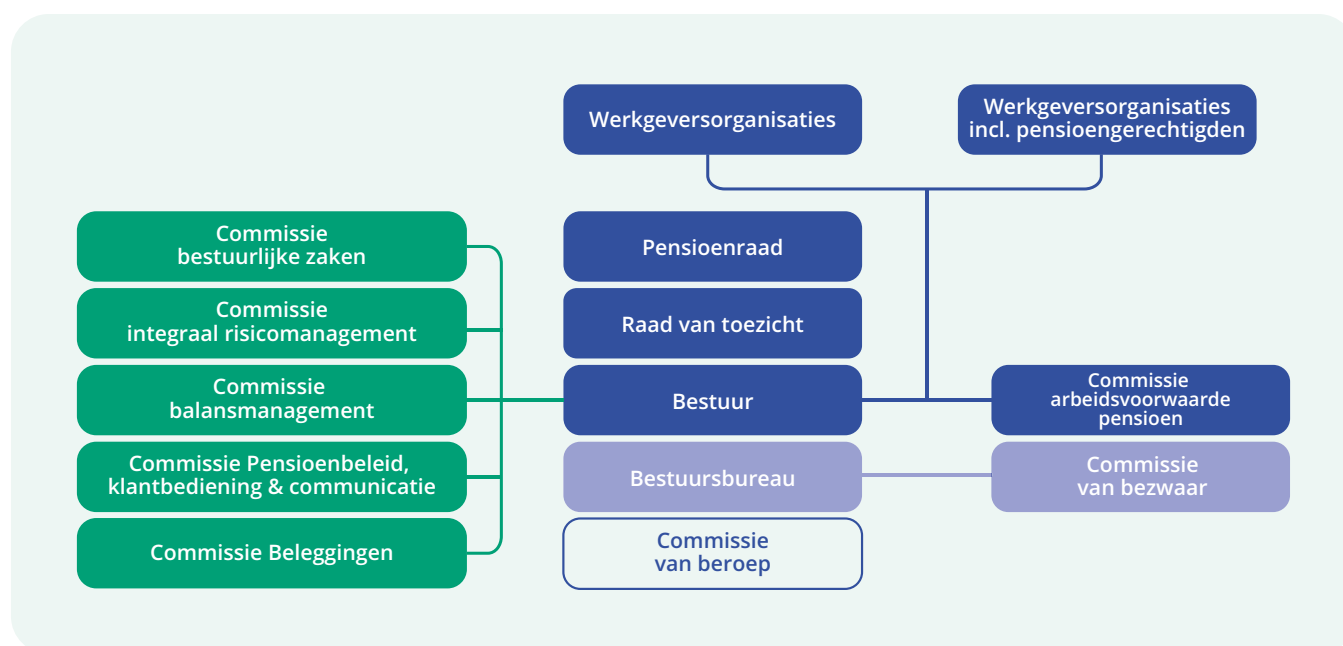 Werkgeversorganisaties
Werkgeversorganisaties
incl. pensioengerechtigden
Commissie
bestuurlijke zaken
Commissie
integraal risicomanagement
Commissie
balansmanagement
Commissie Pensioenbeleid,
klantbediening & communicatie
Commissie Beleggingen
Pensioenraad
Raad van toezicht
Bestuur
Bestuursbureau
Commissie
van beroep
Commissie
arbeidsvoorwaarde
pensioen
Commissie
van bezwaar